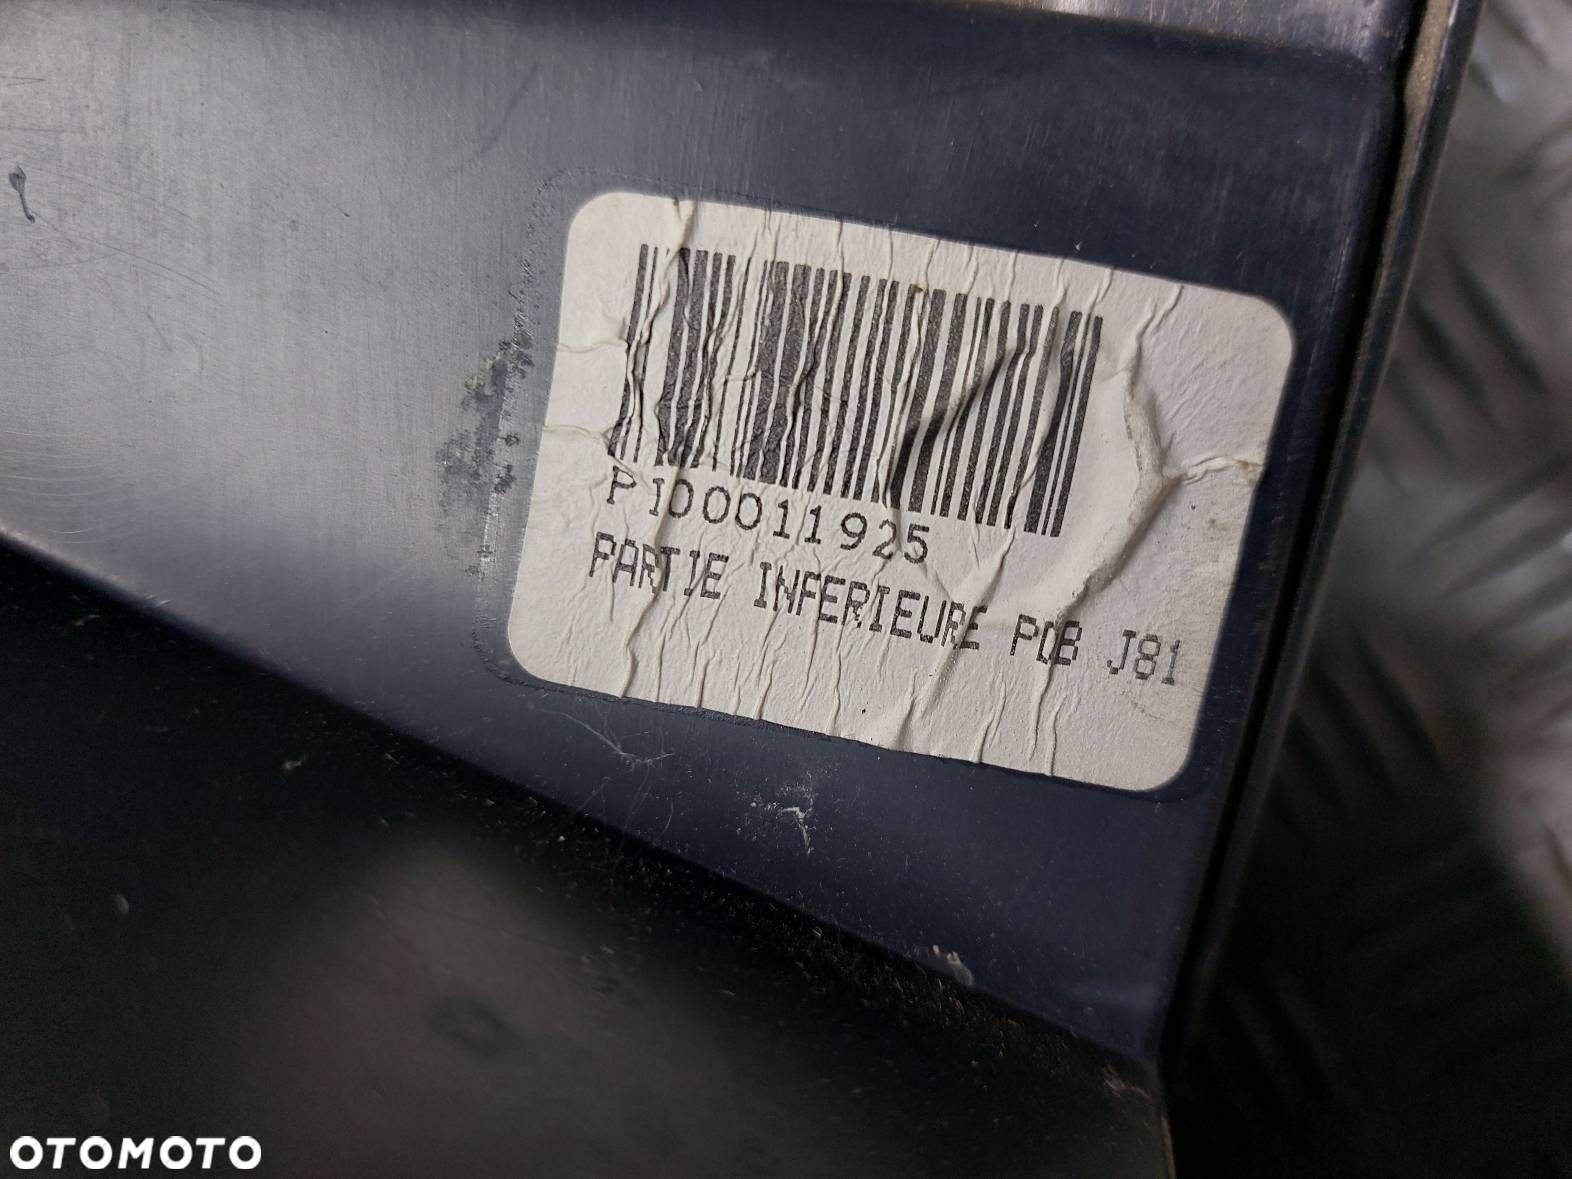 P100011925
PARTIE INFERIEURE PDB J81
OTOMOTO